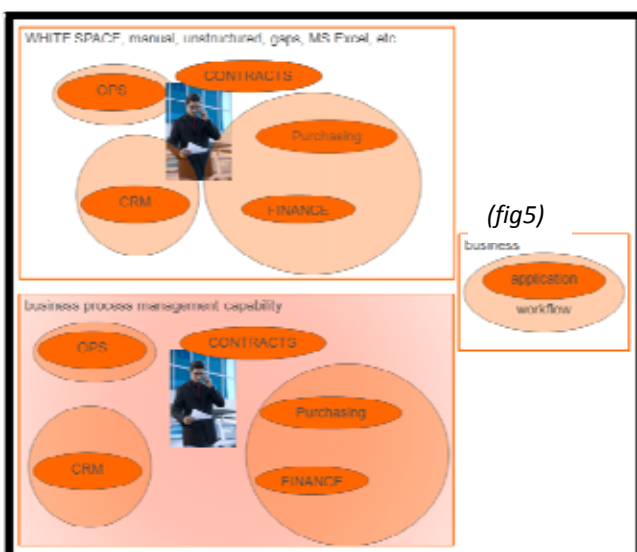 WHITE SPACE, manual, unstructured, gaps, MS Excel, etc
CONTRACTS
OPS
Purchasing
CRM
FINANCE
(fig5)
business
application
workflow
business process management capability
OPS
CONTRACTS
Purchasing
CRM
FINANCE